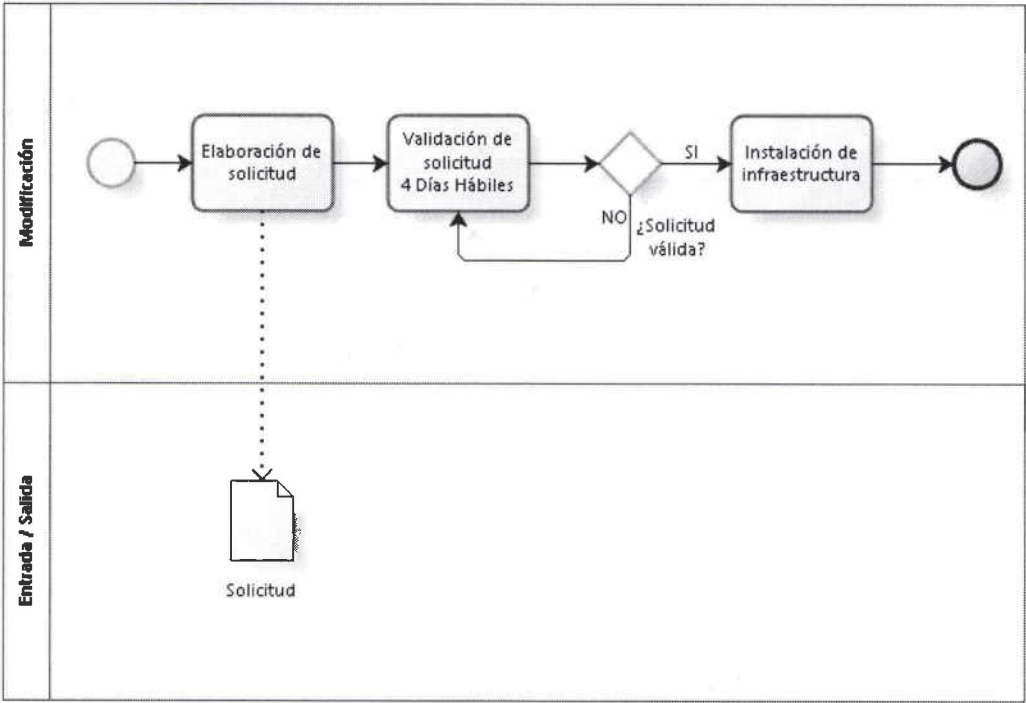 Modificación
Elaboración de
solicitud
Validación de
solicitud
4 Días Hábiles
SI
NO
¿Solicitud
válida?
Instalación de
infraestructura
Entrada / Salida
Solicitud